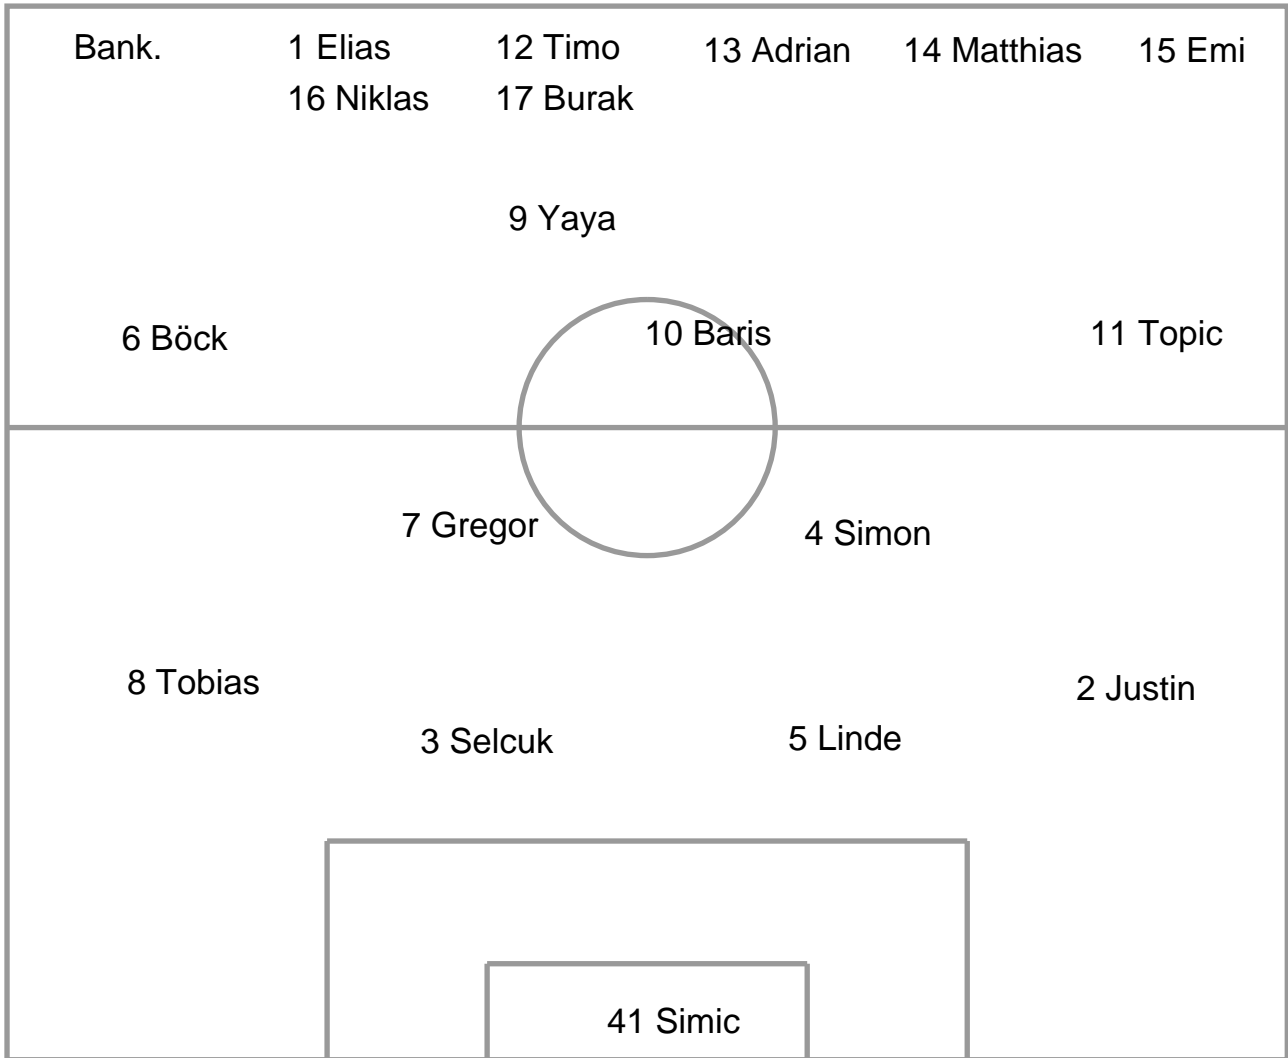 Bank. 1 Elias 12 Timo 13 Adrian 14 Matthias 15 Emi
16 Niklas 17 Burak
9 Yaya
6 Böck 10 Baris 11 Topic
7 Gregor 4 Simon
8 Tobias 2 Justin
3 Selcuk 5 Linde
41 Simic